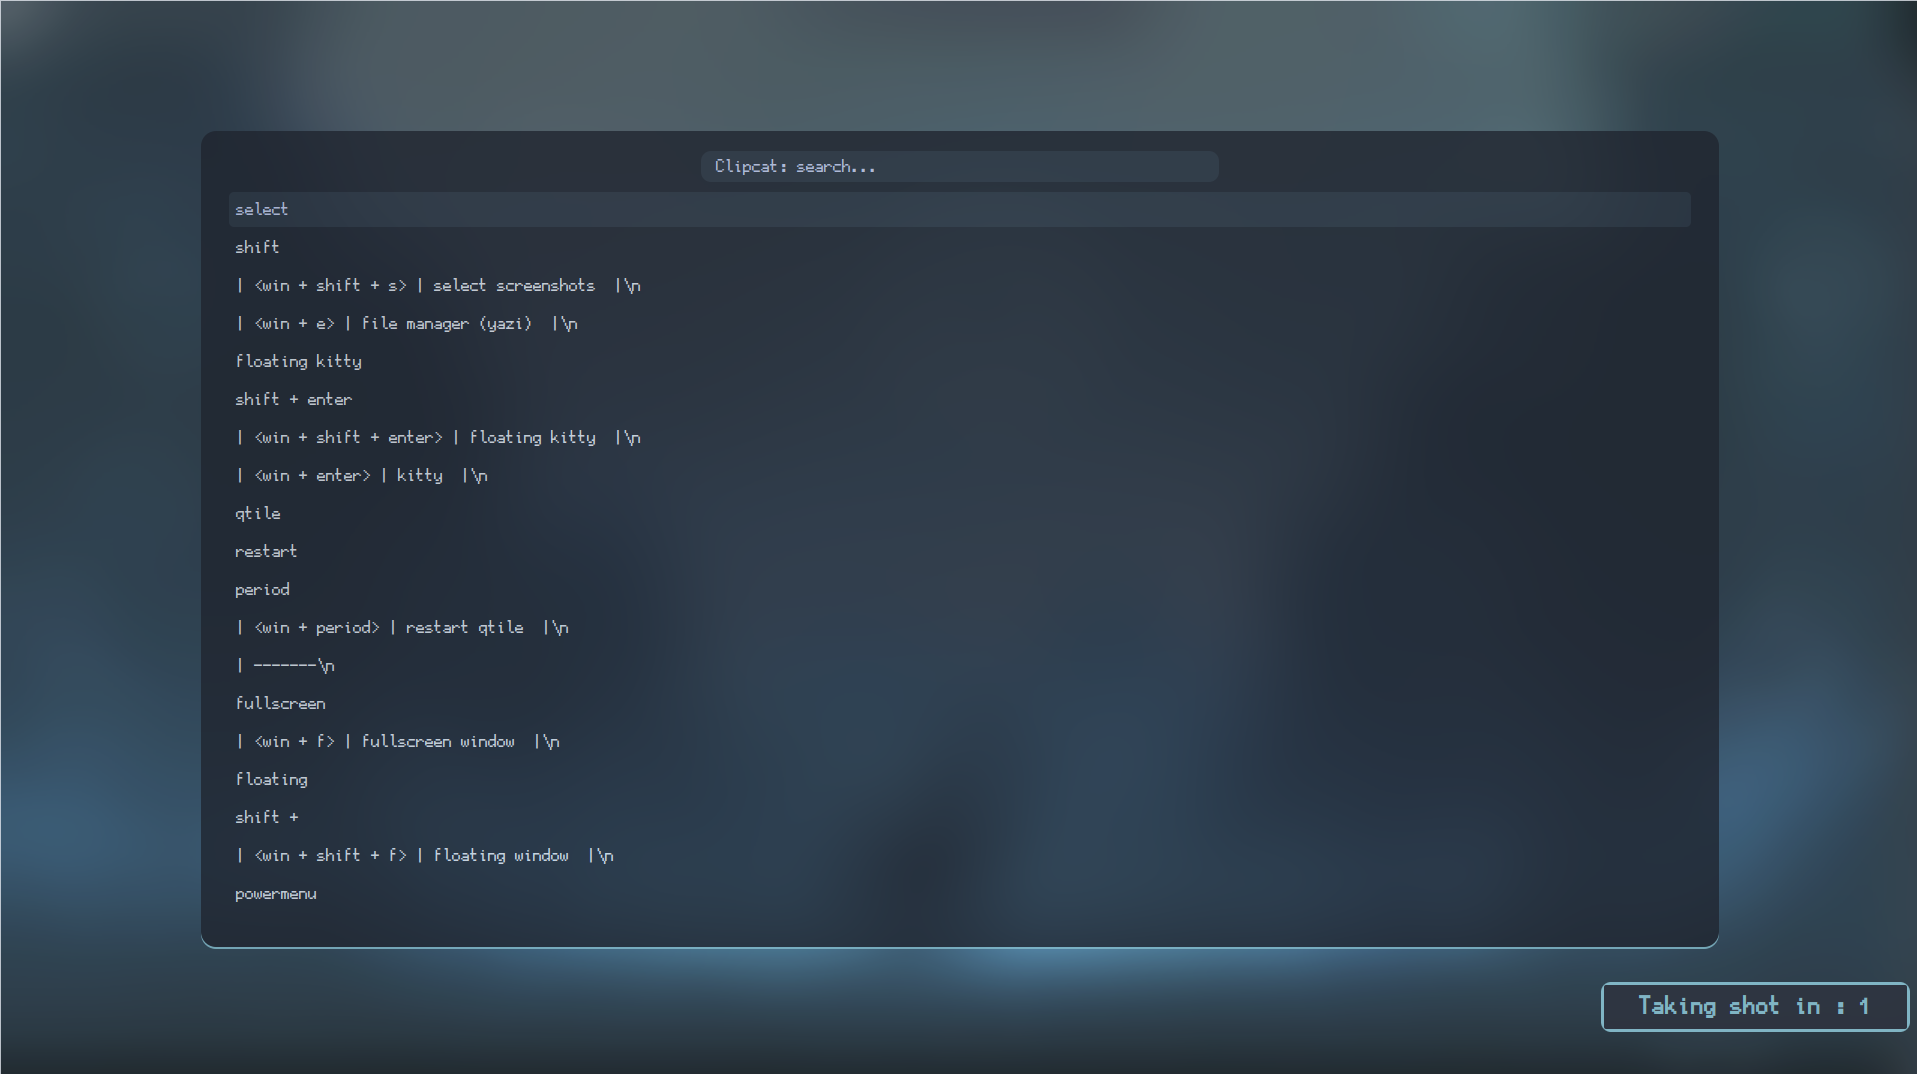 Clipcat: search...
select
shift
| <win + shift + s> | select screenshots  |\n
| <win + e> | file manager (yazi)  |\n
floating kitty
shift + enter
| <win + shift + enter> | floating kitty  |\n
| <win + enter> | kitty  |\n
qtile
restart
period
| <win + period> | restart qtile  |\n
| -------\n
fullscreen
| <win + f> | fullscreen window  |\n
floating
shift +
| <win + shift + f> | floating window  |\n
powermenu
Taking shot in : 1